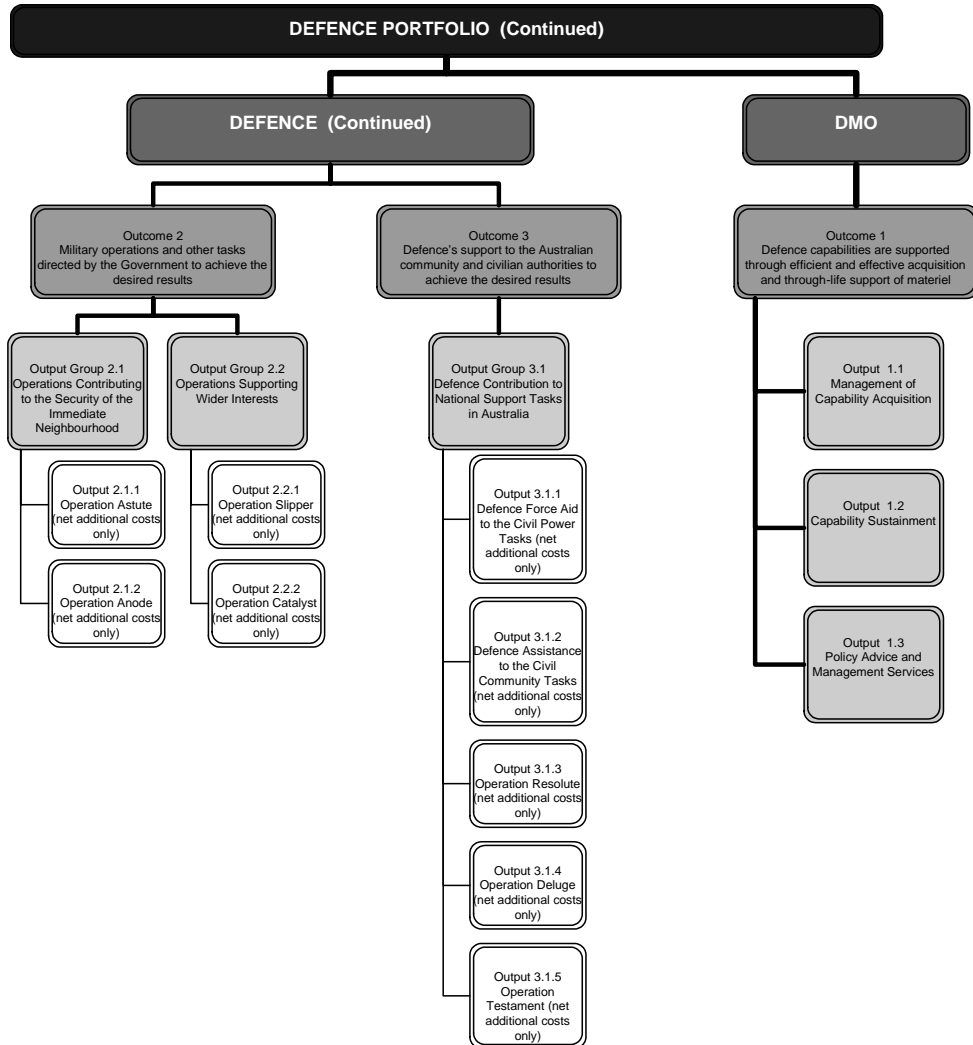 DEFENCE PORTFOLIO (Continued)
DEFENCE (Continued)
DMO
Outcome 2
Military operations and other tasks
directed by the Government to achieve the
desired results
Outcome 3
Defence's support to the Australian
community and civilian authorities to
achieve the desired results
Outcome 1
Defence capabilities are supported
through efficient and effective acquisition
and through-life support of materiel
Output Group 2.1
Operations Contributing
to the Security of the
Immediate
Neighbourhood
Output Group 2.2
Operations Supporting
Wider Interests
Output Group 3.1
Defence Contribution to
National Support Tasks
in Australia
Output 1.1
Management of
Capability Acquisition
Output 2.1.1
Operation Astute
(net additional costs
only)
Output 2.2.1
Operation Slipper
(net additional costs
only)
Output 3.1.1
Defence Force Aid
to the Civil Power
Tasks (net
additional costs
only)
Output 1.2
Capability Sustainment
Output 2.1.2
Operation Anode
(net additional costs
only)
Output 2.2.2
Operation Catalyst
(net additional costs
only)
Output 3.1.2
Defence Assistance
to the Civil
Community Tasks
(net additional costs
only)
Output 1.3
Policy Advice and
Management Services
Output 3.1.3
Operation Resolute
(net additional costs
only)
Output 3.1.4
Operation Deluge
(net additional costs
only)
Output 3.1.5
Operation
Testament (net
additional costs
only)